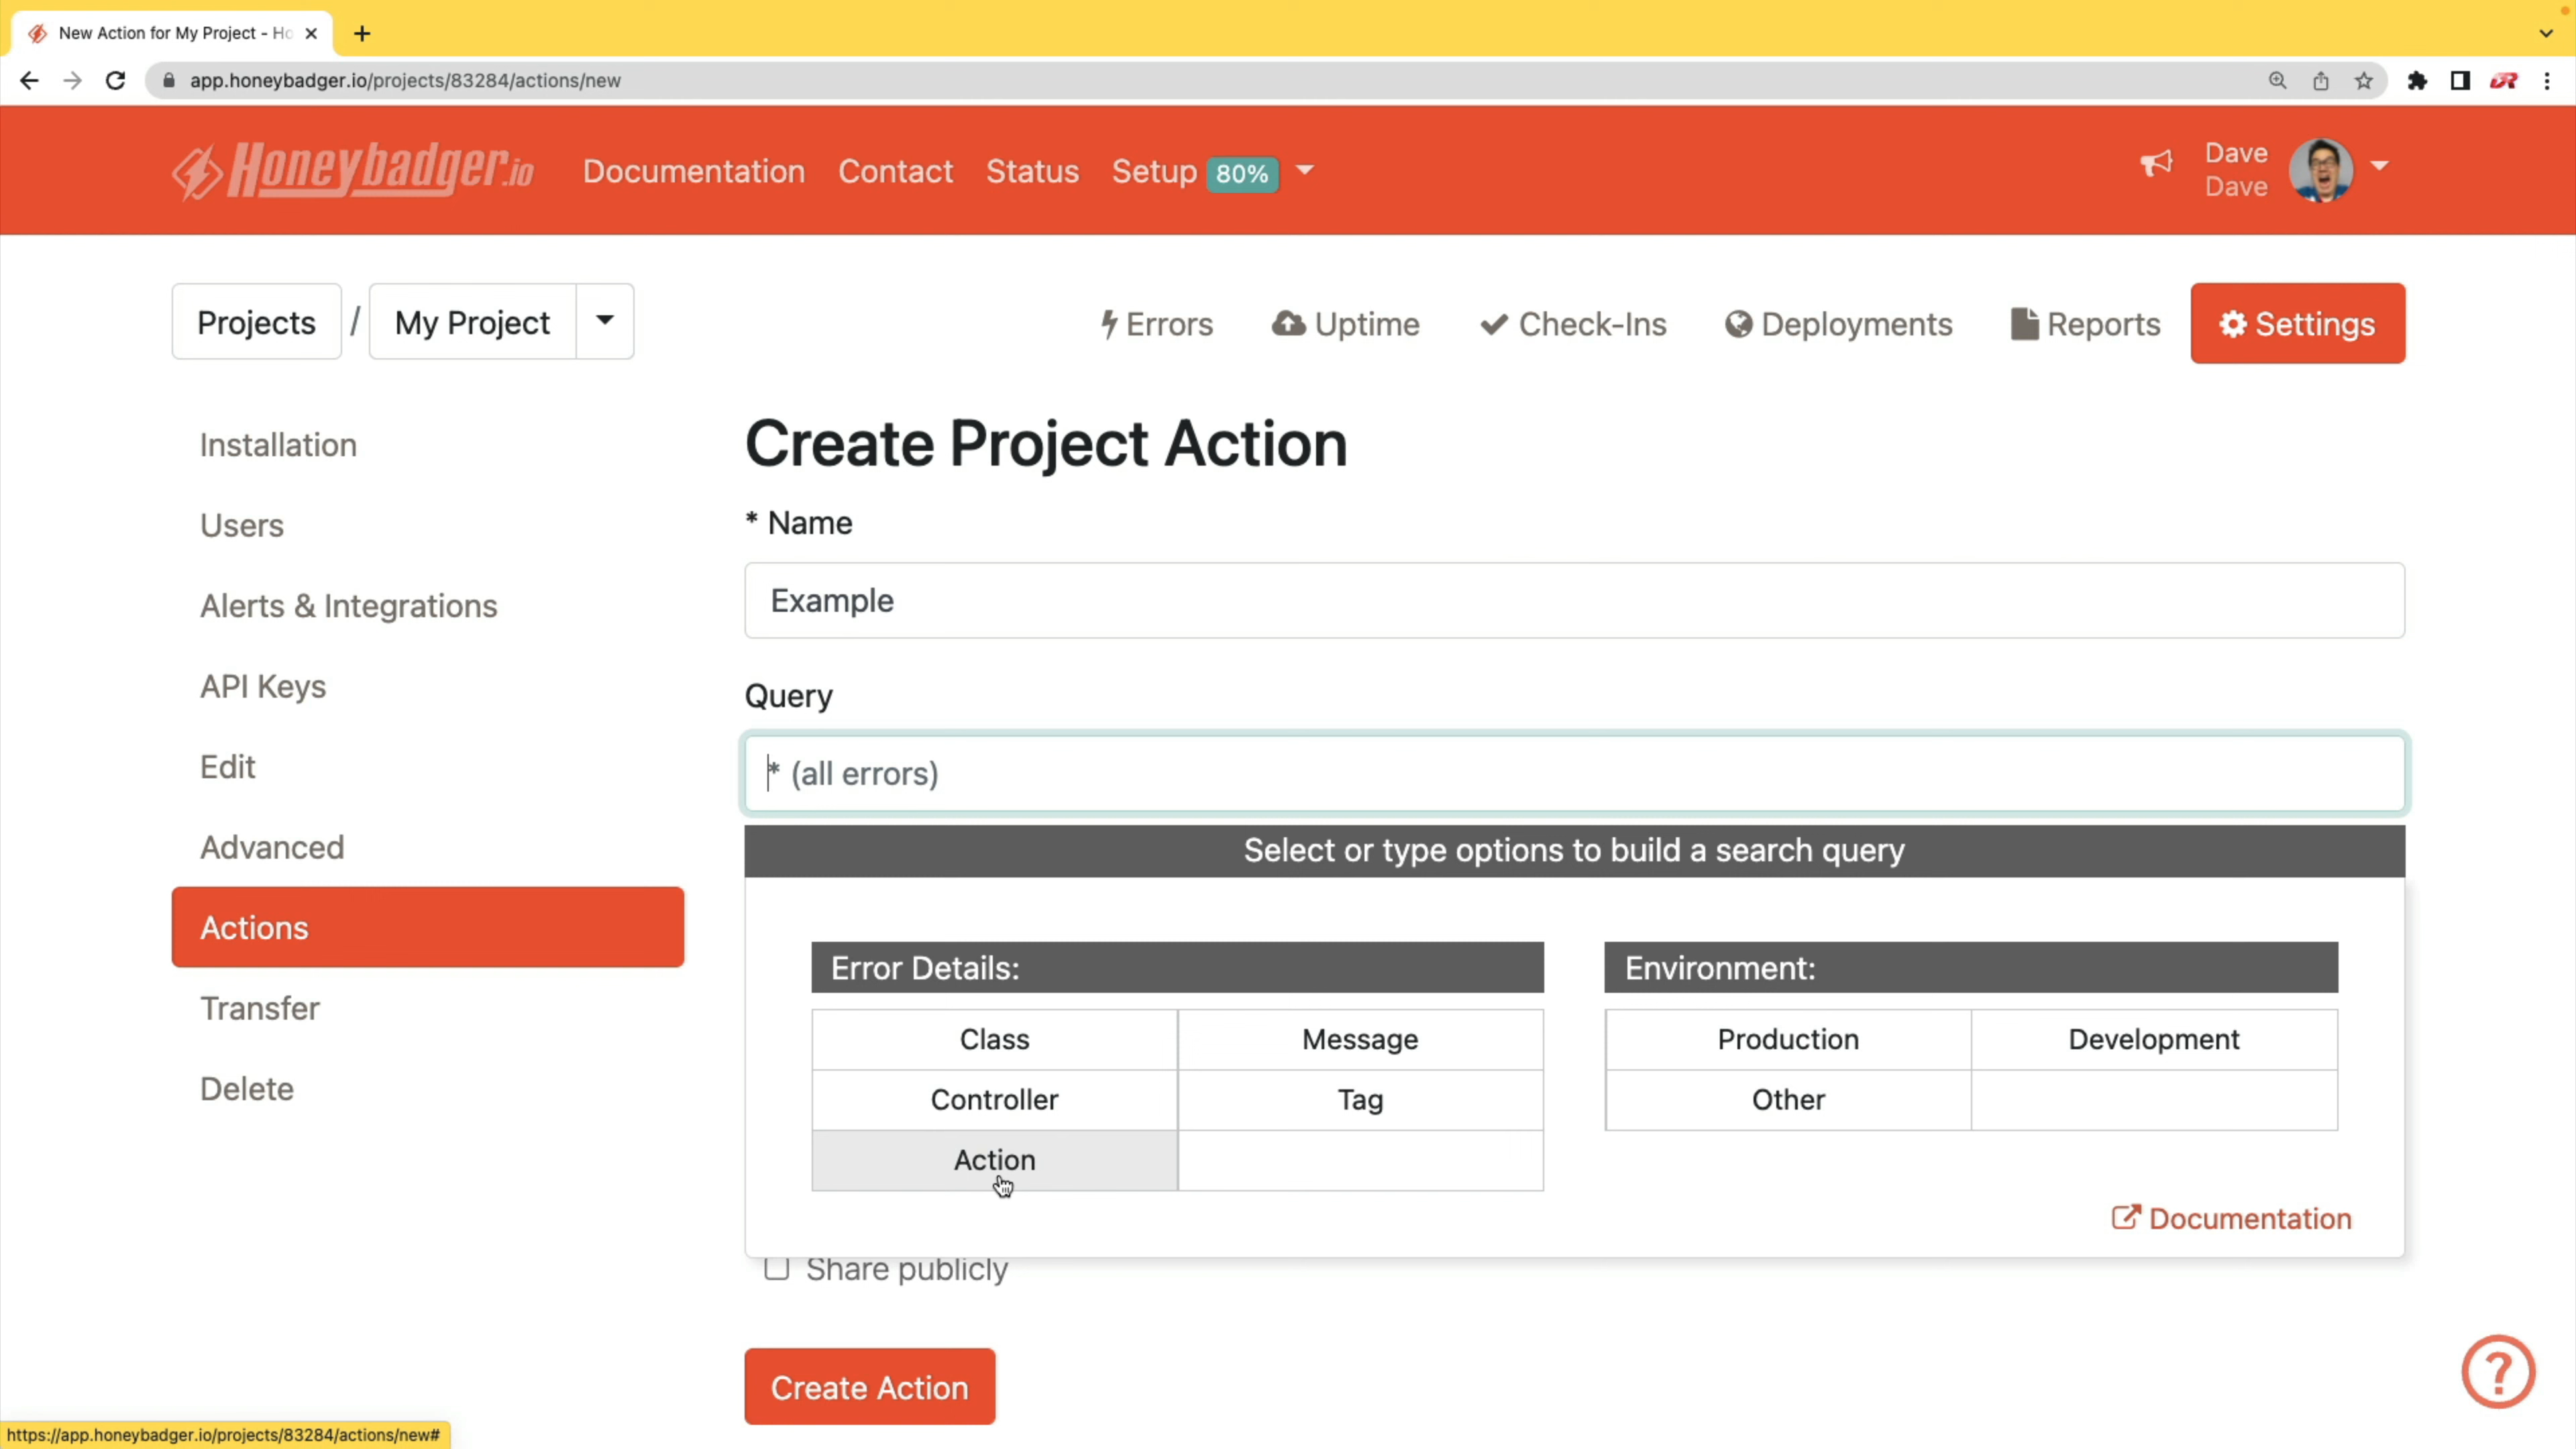 New Action for My Project - Ho
app.honeybadger.io/projects/83284/actions/new
Honeybadger.io
Documentation
Contact
Status
Setup 80%
Dave
Dave
Projects / My Project
Errors
Uptime
Check-Ins
Deployments
Reports
Settings
Installation
Users
Alerts & Integrations
API Keys
Edit
Advanced
Actions
Transfer
Delete
Create Project Action
* Name
Example
Query
* (all errors)
Select or type options to build a search query
Error Details:
Class
Message
Controller
Tag
Action
Environment:
Production
Development
Other
Documentation
Share publicly
Create Action
?
https://app.honeybadger.io/projects/83284/actions/new#